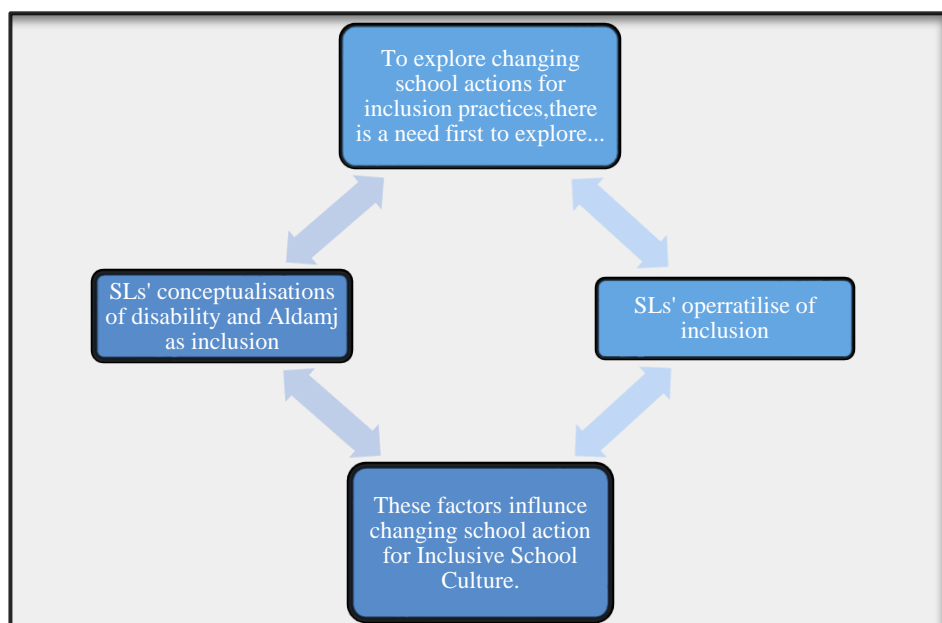 To explore changing
school actions for
inclusion practices,there
is a need first to explore...
SLs' conceptualisations
of disability and Aldamj
as inclusion
SLs' operratilise of
inclusion
These factors influnce
changing school action
for Inclusive School
Culture.